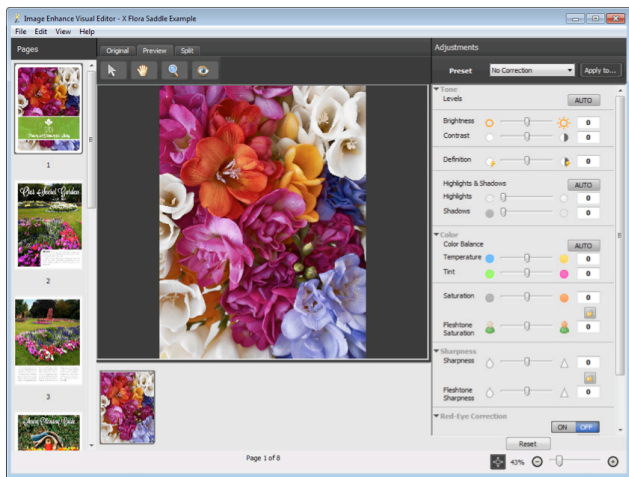 Image Enhance Visual Editor - X Flora Saddle Example
File Edit View Help
Pages
Original Preview Split
Adjustments
Preset No Correction Apply to...
Tone
Levels AUTO
Brightness 0
Contrast 0
Definition 0
Highlights & Shadows AUTO
Highlights 0
Shadows 0
Color
Color Balance AUTO
Temperature 0
Tint 0
Saturation 0
Fleshtone
Saturation 0
Sharpness
Sharpness 0
Fleshtone
Sharpness 0
Red-Eye Correction
ON OFF
Reset
1
2
3
Page 1 of 8
43%